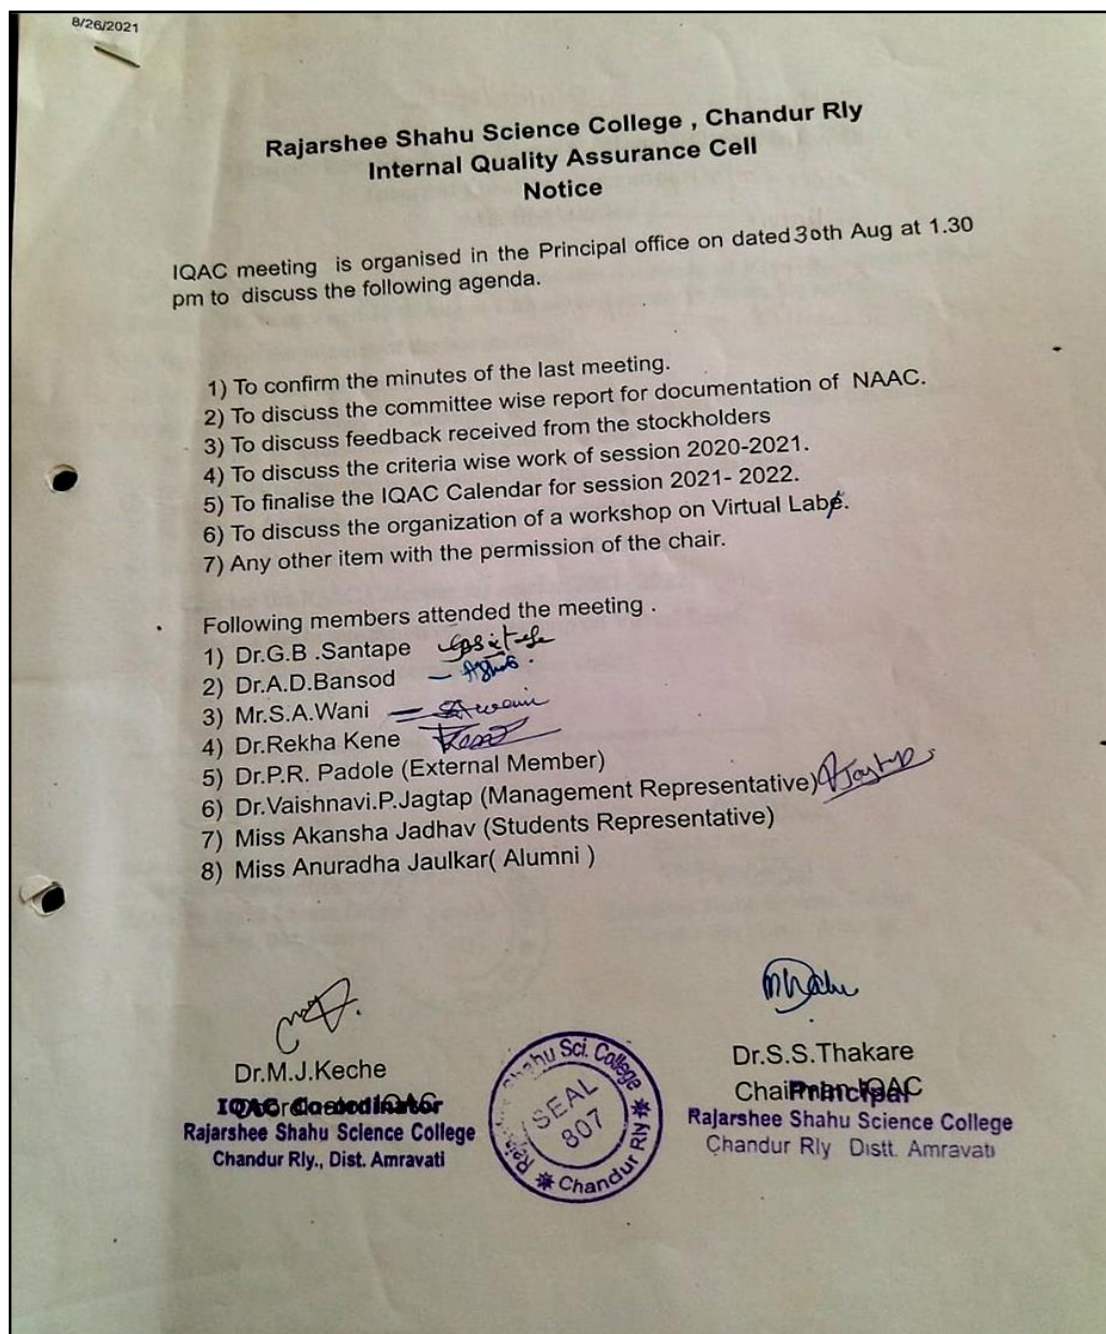 8/26/2021
Rajarshee Shahu Science College , Chandur Rly
Internal Quality Assurance Cell
Notice
IQAC meeting is organised in the Principal office on dated 30th Aug at 1.30
pm to discuss the following agenda.
1) To confirm the minutes of the last meeting.
2) To discuss the committee wise report for documentation of NAAC.
3) To discuss feedback received from the stockholders
4) To discuss the criteria wise work of session 2020-2021.
5) To finalise the IQAC Calendar for session 2021- 2022.
6) To discuss the organization of a workshop on Virtual Lab.
7) Any other item with the permission of the chair.
Following members attended the meeting .
1) Dr.G.B .Santape
2) Dr.A.D.Bansod
3) Mr.S.A.Wani
4) Dr.Rekha Kene
5) Dr.P.R. Padole (External Member)
6) Dr.Vaishnavi.P.Jagtap (Management Representative) Jagtap
7) Miss Akansha Jadhav (Students Representative)
8) Miss Anuradha Jaulkar( Alumni )
Dr.M.J.Keche
IQAC Co-ordinator
Rajarshee Shahu Science College
Chandur Rly., Dist. Amravati
Shahu Sci. College
SEAL
807
Chandur Rly
Dr.S.S.Thakare
Chairman IQAC
Principal
Rajarshee Shahu Science College
Chandur Rly Distt. Amravati